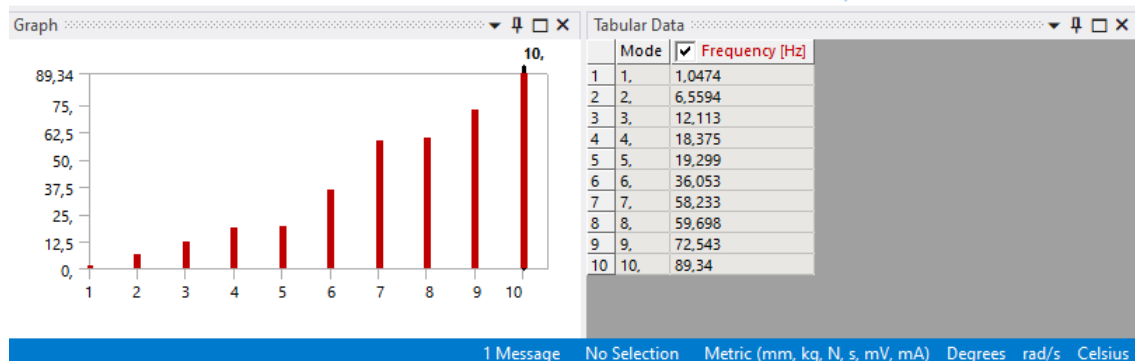 Graph
10,
89,34
75,
62,5
50,
37,5
25,
12,5
0,
1 2 3 4 5 6 7 8 9 10
Tabular Data
Mode Frequency [Hz]
1 1, 1,0474
2 2, 6,5594
3 3, 12,113
4 4, 18,375
5 5, 19,299
6 6, 36,053
7 7, 58,233
8 8, 59,698
9 9, 72,543
10 10, 89,34
1 Message No Selection Metric (mm, kg, N, s, mV, mA) Degrees rad/s Celsius